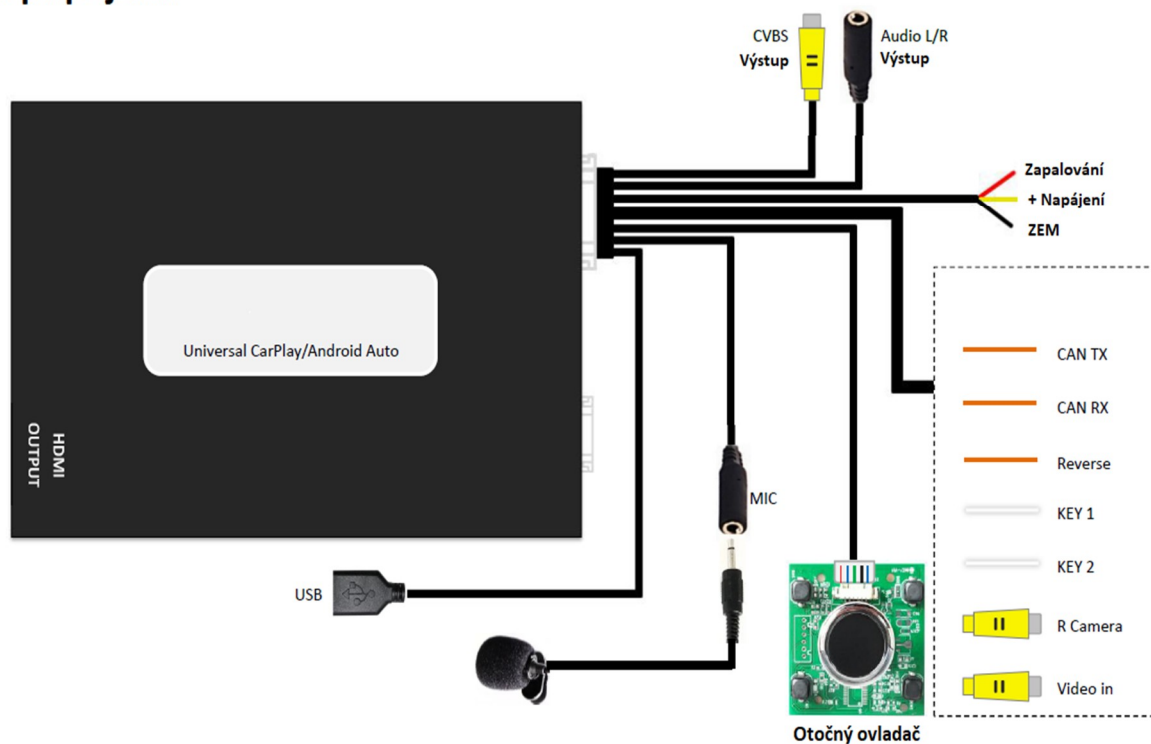 CVBS
Výstup
Audio L/R
Výstup
Zapalování
+ Napájení
ZEM
Universal CarPlay/Android Auto
HDMI
OUTPUT
CAN TX
CAN RX
Reverse
KEY 1
KEY 2
R Camera
Video in
MIC
USB
Otočný ovladač